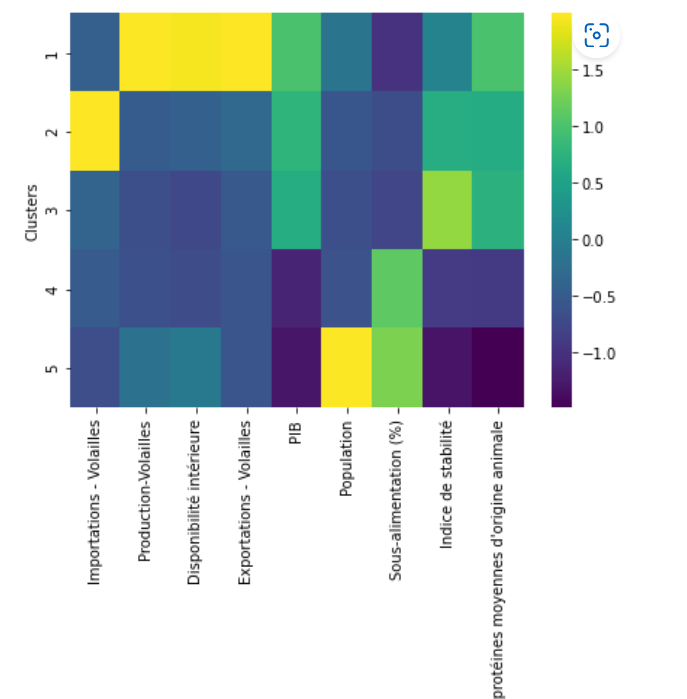 Clusters
1
2
3
4
5
Importations - Volailles
Production-Volailles
Disponibilité intérieure
Exportations - Volailles
PIB
Population
Sous-alimentation (%)
Indice de stabilité
protéines moyennes d'origine animale
1.5
1.0
0.5
0.0
−0.5
−1.0